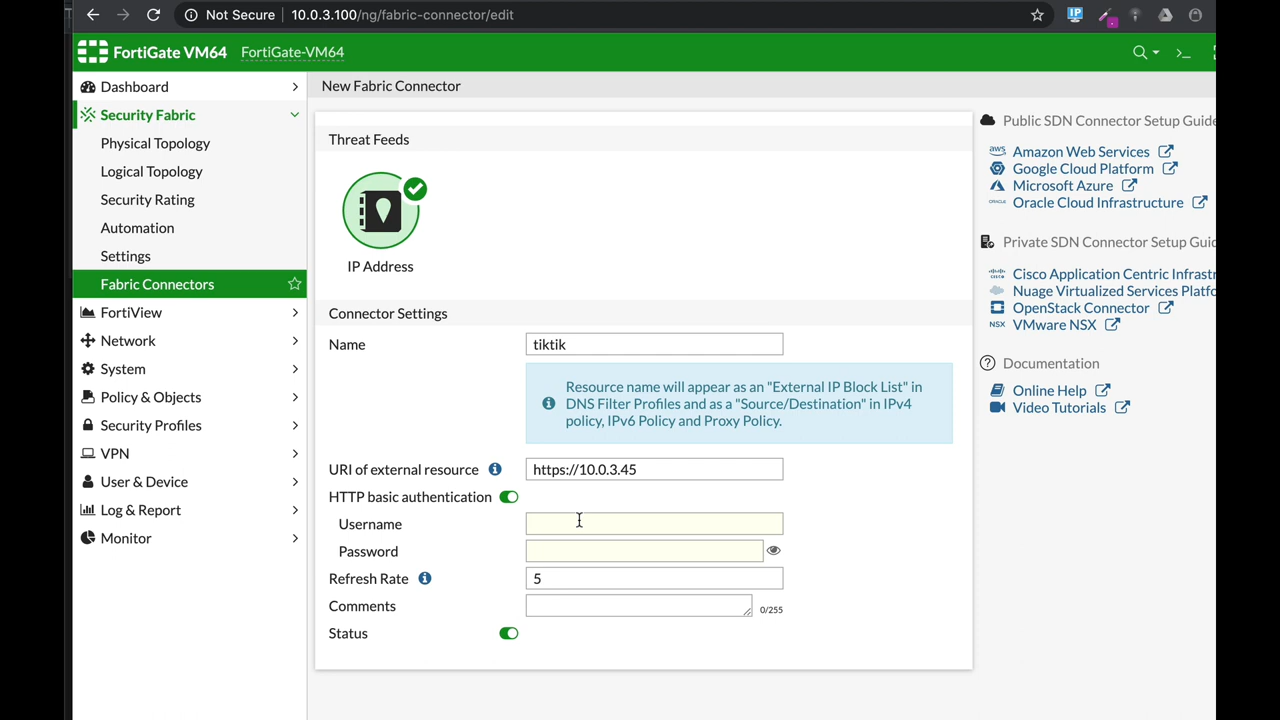 Not Secure | 10.0.3.100/ng/fabric-connector/edit
IP
FortiGate VM64 FortiGate-VM64
Dashboard
Security Fabric
Physical Topology
Logical Topology
Security Rating
Automation
Settings
Fabric Connectors
FortiView
Network
System
Policy & Objects
Security Profiles
VPN
User & Device
Log & Report
Monitor
New Fabric Connector
Threat Feeds
IP Address
Connector Settings
Name tiktik
Resource name will appear as an "External IP Block List" in
DNS Filter Profiles and as a "Source/Destination" in IPv4
policy, IPv6 Policy and Proxy Policy.
URI of external resource https://10.0.3.45
HTTP basic authentication
Username
Password
Refresh Rate 5
Comments 0/255
Status
Public SDN Connector Setup Guide
aws Amazon Web Services
Google Cloud Platform
Microsoft Azure
ORACLE Oracle Cloud Infrastructure
Private SDN Connector Setup Guid
cisco Cisco Application Centric Infrastr
Nuage Virtualized Services Platfo
OpenStack Connector
NSX VMware NSX
Documentation
Online Help
Video Tutorials